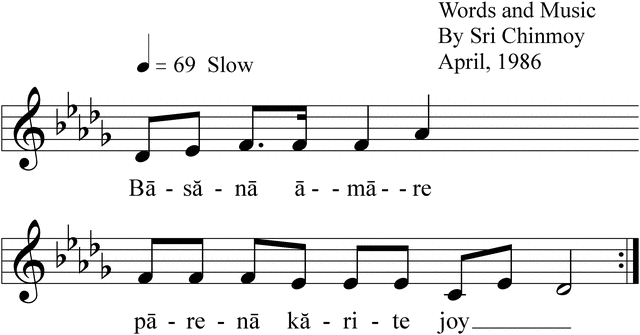 Words and Music
By Sri Chinmoy
April, 1986
= 69 Slow
Bā - să - nā ā - - mā - - re
pā - re - nā kă - ri - te joy